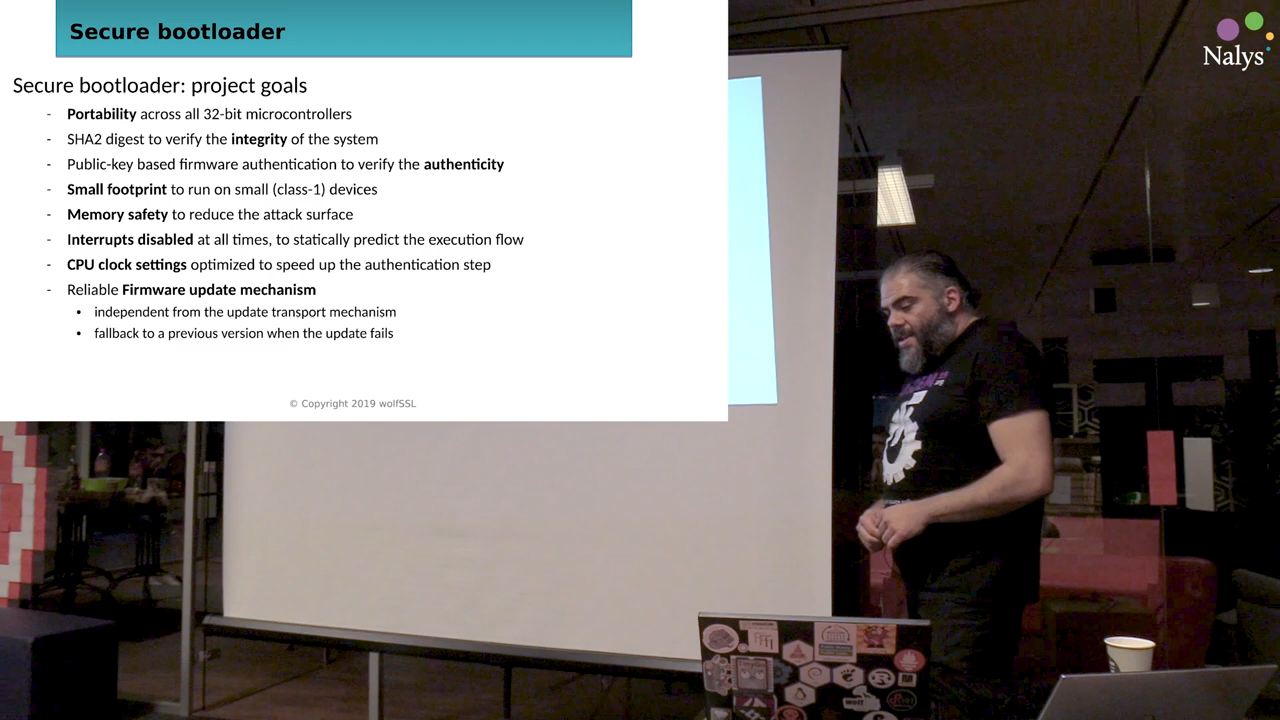 Secure bootloader
Secure bootloader: project goals
- Portability across all 32-bit microcontrollers
- SHA2 digest to verify the integrity of the system
- Public-key based firmware authentication to verify the authenticity
- Small footprint to run on small (class-1) devices
- Memory safety to reduce the attack surface
- Interrupts disabled at all times, to statically predict the execution flow
- CPU clock settings optimized to speed up the authentication step
- Reliable Firmware update mechanism
• independent from the update transport mechanism
• fallback to a previous version when the update fails
© Copyright 2019 wolfSSL
Nalys
wolf